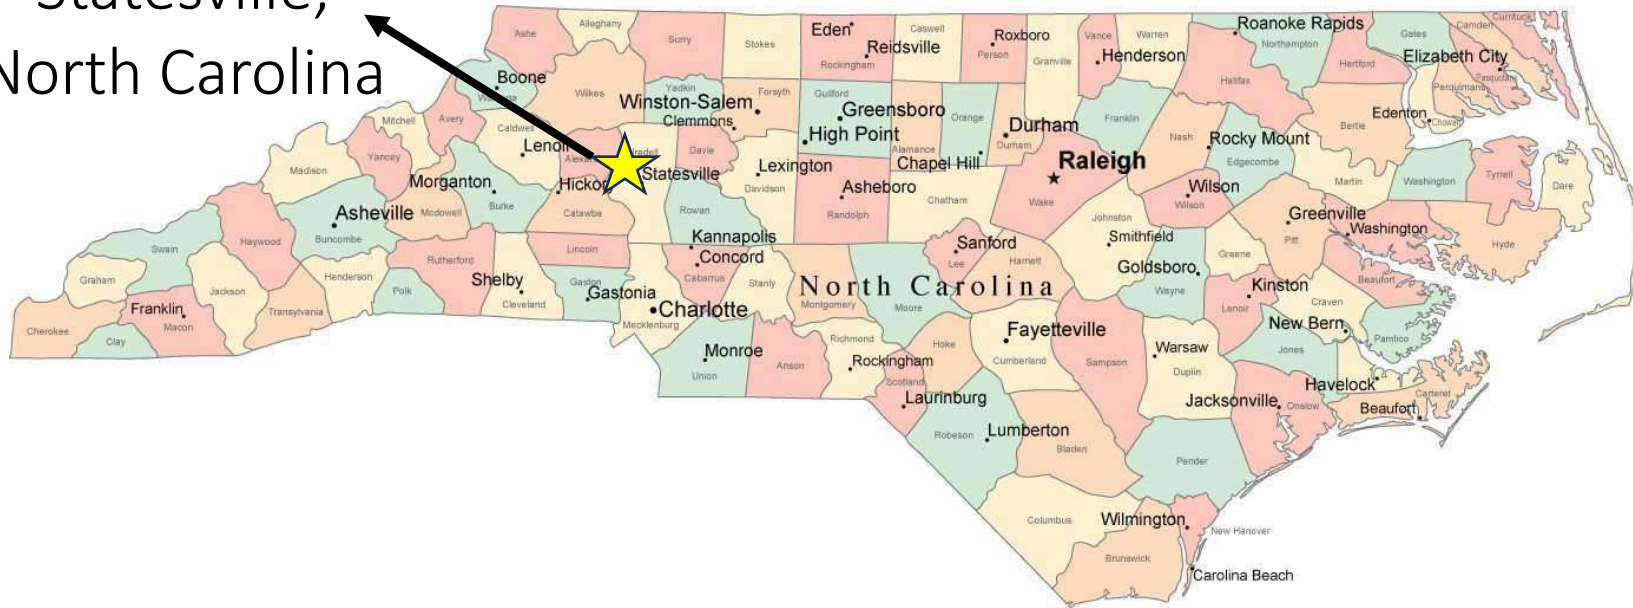 Statesville,
North Carolina
Alleghany
Ashe
Surry
Stokes
Eden
Reidsville
Rockingham
Caswell
Roxboro
Person
Granville
Vance
Henderson
Warren
Roanoke Rapids
Northampton
Halifax
Gates
Hertford
Camden
Currituck
Elizabeth City
Pasquotank
Perquimans
Edenton
Chowan
Bertie
Boone
Wilkes
Yadkin
Winston-Salem
Forsyth
Clemmons
Guilford
Greensboro
High Point
Alamance
Orange
Chapel Hill
Durham
Durham
Franklin
Nash
Rocky Mount
Edgecombe
Mitchell
Avery
Caldwell
Yancey
Madison
Morganton
Burke
Statesville
Davie
Lexington
Davidson
Asheboro
Randolph
Chatham
Raleigh
Wake
Wilson
Wilson
Martin
Washington
Tyrrell
Dare
Asheville
Buncombe
Mcdowell
Catawba
Rowan
Johnston
Smithfield
Greenville
Pitt
Washington
Hyde
Swain
Haywood
Rutherford
Lincoln
Kannapolis
Concord
Cabarrus
Stanly
Sanford
Lee
Harnett
Goldsboro
Wayne
Greene
Beaufort
Graham
Jackson
Henderson
Polk
Shelby
Cleveland
Gaston
Gastonia
North Carolina
Montgomery
Moore
Kinston
Lenoir
Craven
Cherokee
Franklin
Macon
Clay
Transylvania
Charlotte
Mecklenburg
Fayetteville
Cumberland
Sampson
Warsaw
Duplin
New Bern
Jones
Pamlico
Monroe
Union
Anson
Richmond
Rockingham
Hoke
Scotland
Laurinburg
Havelock
Carteret
Beaufort
Jacksonville
Onslow
Robeson
Lumberton
Bladen
Pender
Columbus
Wilmington
New Hanover
Brunswick
Carolina Beach